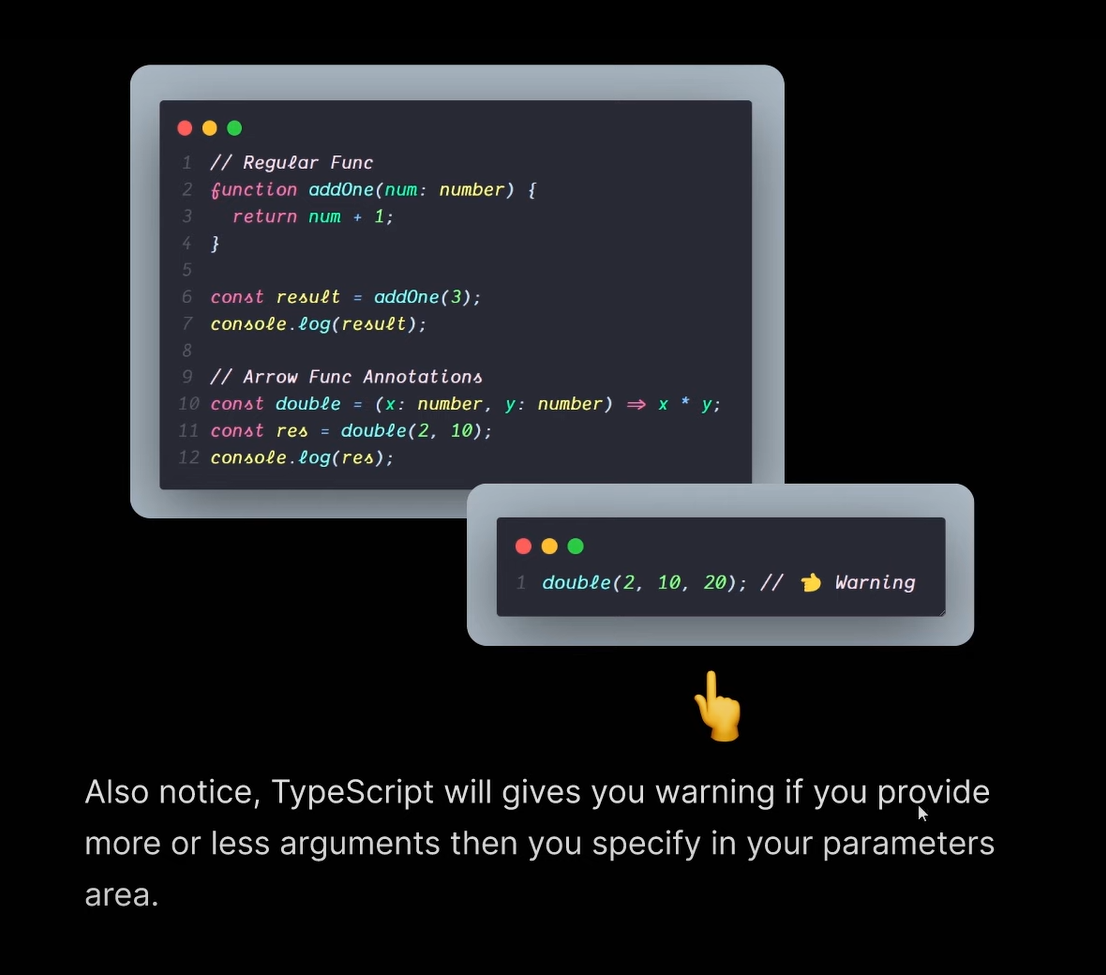 1 // Regular Func
2 function addOne(num: number) {
3   return num + 1;
4 }
5
6 const result = addOne(3);
7 console.log(result);
8
9 // Arrow Func Annotations
10 const double = (x: number, y: number) => x * y;
11 const res = double(2, 10);
12 console.log(res);
1 double(2, 10, 20); // 👈 Warning
Also notice, TypeScript will gives you warning if you provide
more or less arguments then you specify in your parameters
area.